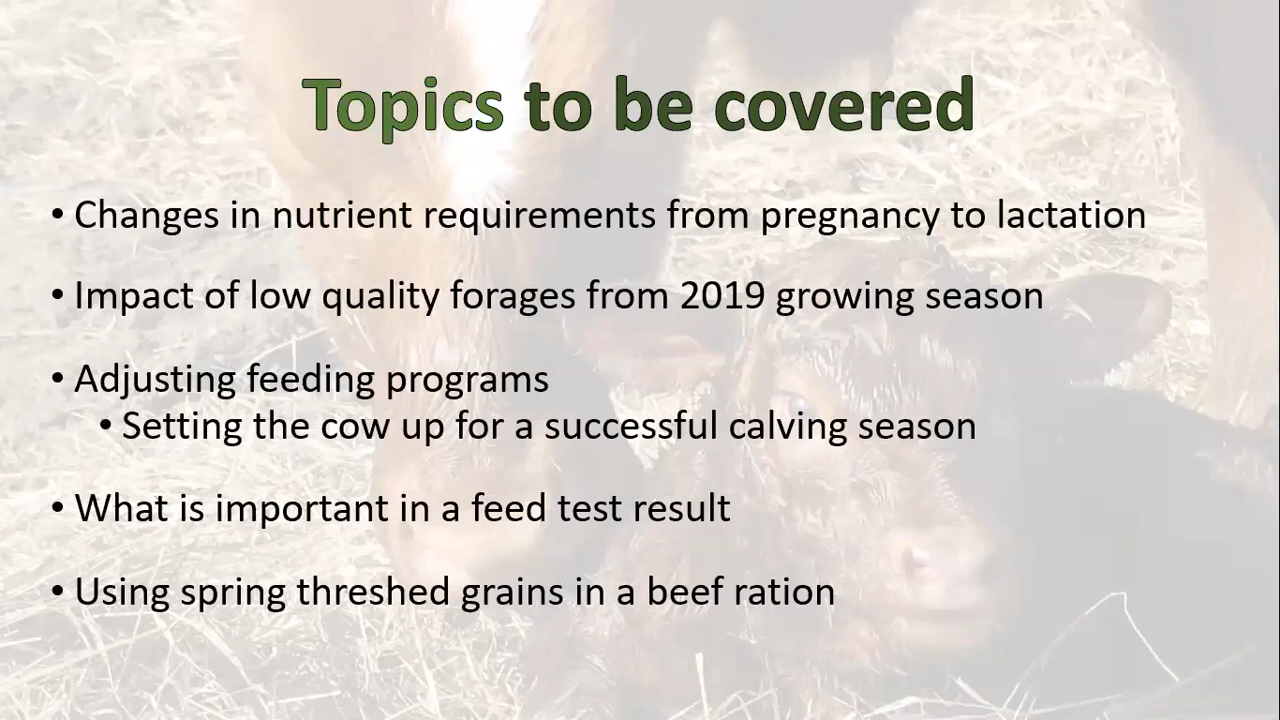 Topics to be covered
• Changes in nutrient requirements from pregnancy to lactation
• Impact of low quality forages from 2019 growing season
• Adjusting feeding programs
• Setting the cow up for a successful calving season
• What is important in a feed test result
• Using spring threshed grains in a beef ration